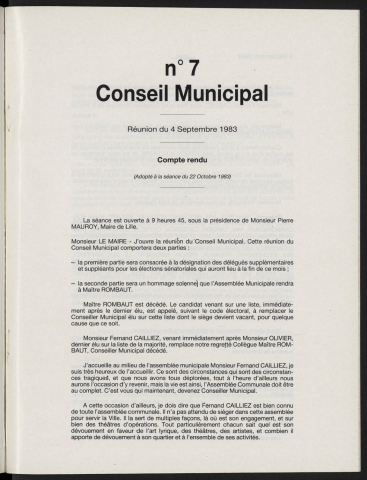 n° 7
Conseil Municipal
Réunion du 4 Septembre 1983
Compte rendu
(Adopté à la séance du 22 Octobre 1983)
La séance est ouverte à 9 heures 45, sous la présidence de Monsieur Pierre
MAUROY, Maire de Lille.
Monsieur LE MAIRE - J'ouvre la réunion du Conseil Municipal. Cette réunion du
Conseil Municipal comportera deux parties :
– la première partie sera consacrée à la désignation des délégués supplémentaires
et suppléants pour les élections sénatoriales qui auront lieu à la fin de ce mois ;
– la seconde partie sera un hommage solennel que l'Assemblée Municipale rendra
à Maître ROMBAUT.
Maître ROMBAUT est décédé. Le candidat venant sur une liste, immédiate-
ment après le dernier élu, est appelé, suivant le code électoral, à remplacer le
Conseiller Municipal élu sur cette liste dont le siège devient vacant, pour quelque
cause que ce soit.
Monsieur Fernand CAILLIEZ, venant immédiatement après Monsieur OLIVIER,
dernier élu sur la liste de la majorité, remplace notre regretté Collègue Maître ROM-
BAUT, Conseiller Municipal décédé.
J'accueille au milieu de l'assemblée municipale Monsieur Fernand CAILLIEZ, je
suis très heureux de l'accueillir. Ce sont des circonstances qui sont des circonstan-
ces tragiques, et que nous avons tous déplorées, tout à l'heure d'ailleurs nous
aurons l'occasion d'y revenir, mais la vie est ainsi, l'Assemblée Communale doit être
au complet. C'est vous qui maintenant, devenez Conseiller Municipal.
A cette occasion d'ailleurs, je dois dire que Fernand CAILLIEZ est bien connu
de toute l'assemblée communale. Il n'a pas attendu de siéger dans cette assemblée
pour servir la Ville. Il la sert de multiples façons, là où est son engagement, et sur
bien des théâtres d'opérations. Tout particulièrement chacun sait quel est son
dévouement en faveur de l'art lyrique, des théâtres, des artistes, et combien il
apporte de dévouement à son quartier et à l'ensemble de ses activités.